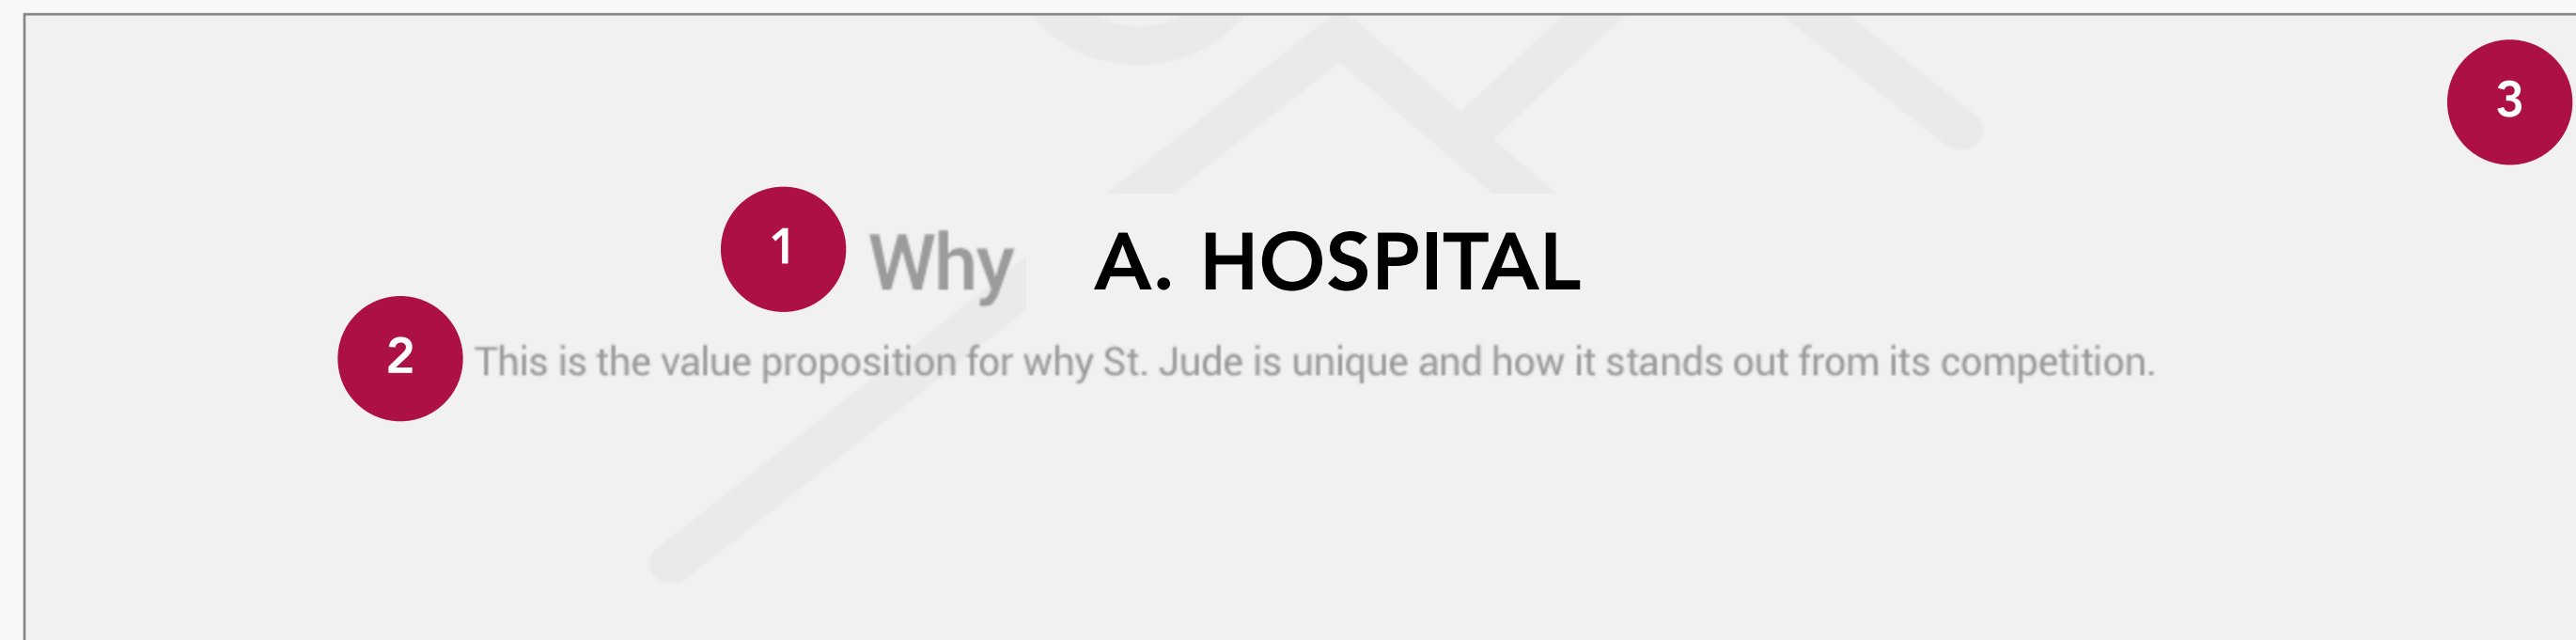 3
1 Why A. HOSPITAL
2 This is the value proposition for why St. Jude is unique and how it stands out from its competition.